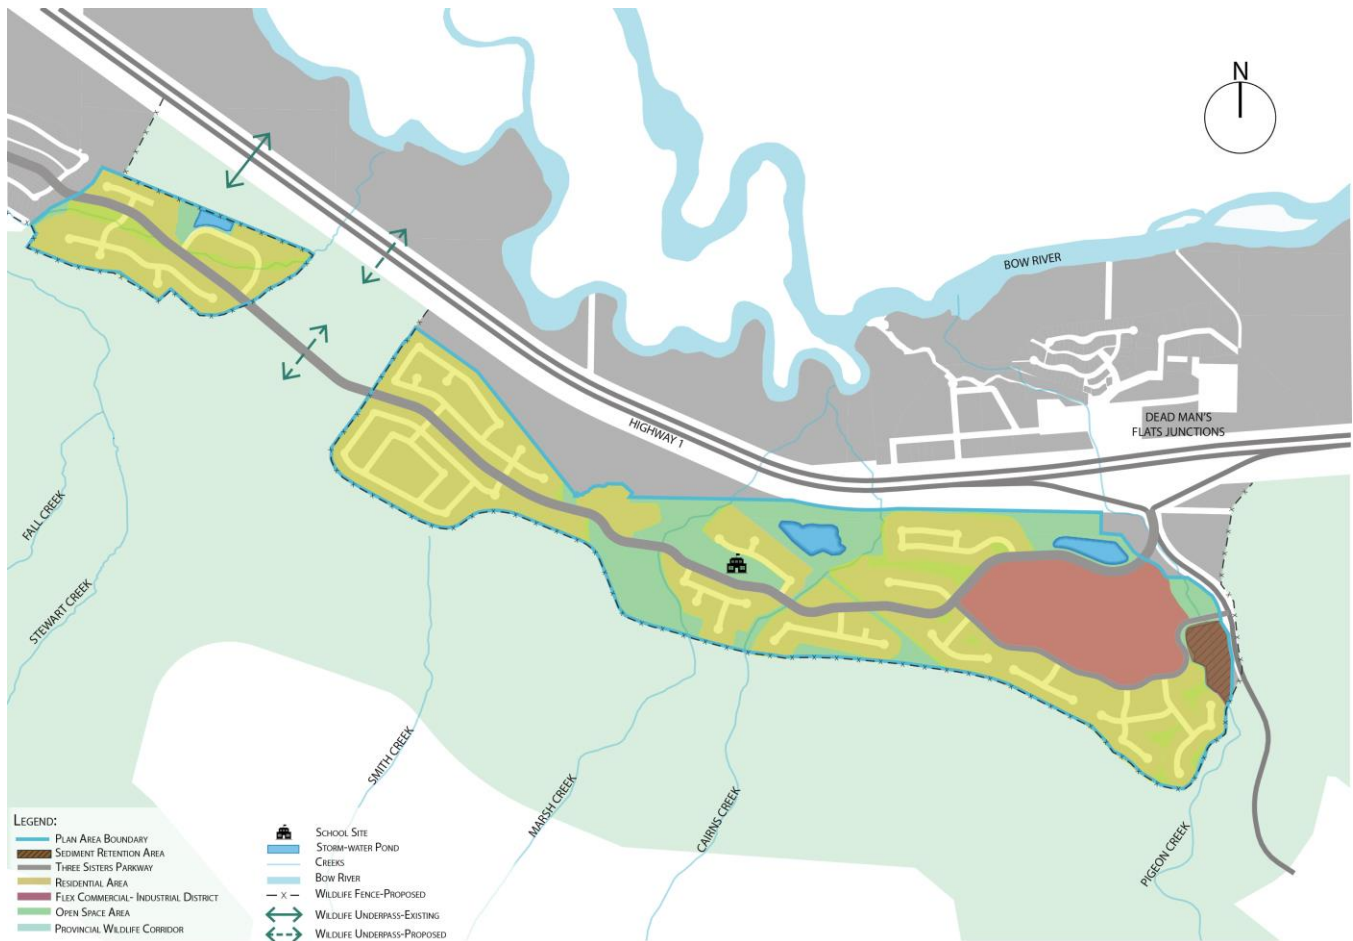 N
BOW RIVER
DEAD MAN'S
FLATS JUNCTIONS
HIGHWAY 1
FALL CREEK
STEWART CREEK
SMITH CREEK
MARSH CREEK
CAIRNS CREEK
PIGEON CREEK
LEGEND:
PLAN AREA BOUNDARY
SEDIMENT RETENTION AREA
THREE SISTERS PARKWAY
RESIDENTIAL AREA
FLEX COMMERCIAL- INDUSTRIAL DISTRICT
OPEN SPACE AREA
PROVINCIAL WILDLIFE CORRIDOR
SCHOOL SITE
STORM-WATER POND
CREEKS
BOW RIVER
WILDLIFE FENCE-PROPOSED
WILDLIFE UNDERPASS-EXISTING
WILDLIFE UNDERPASS-PROPOSED